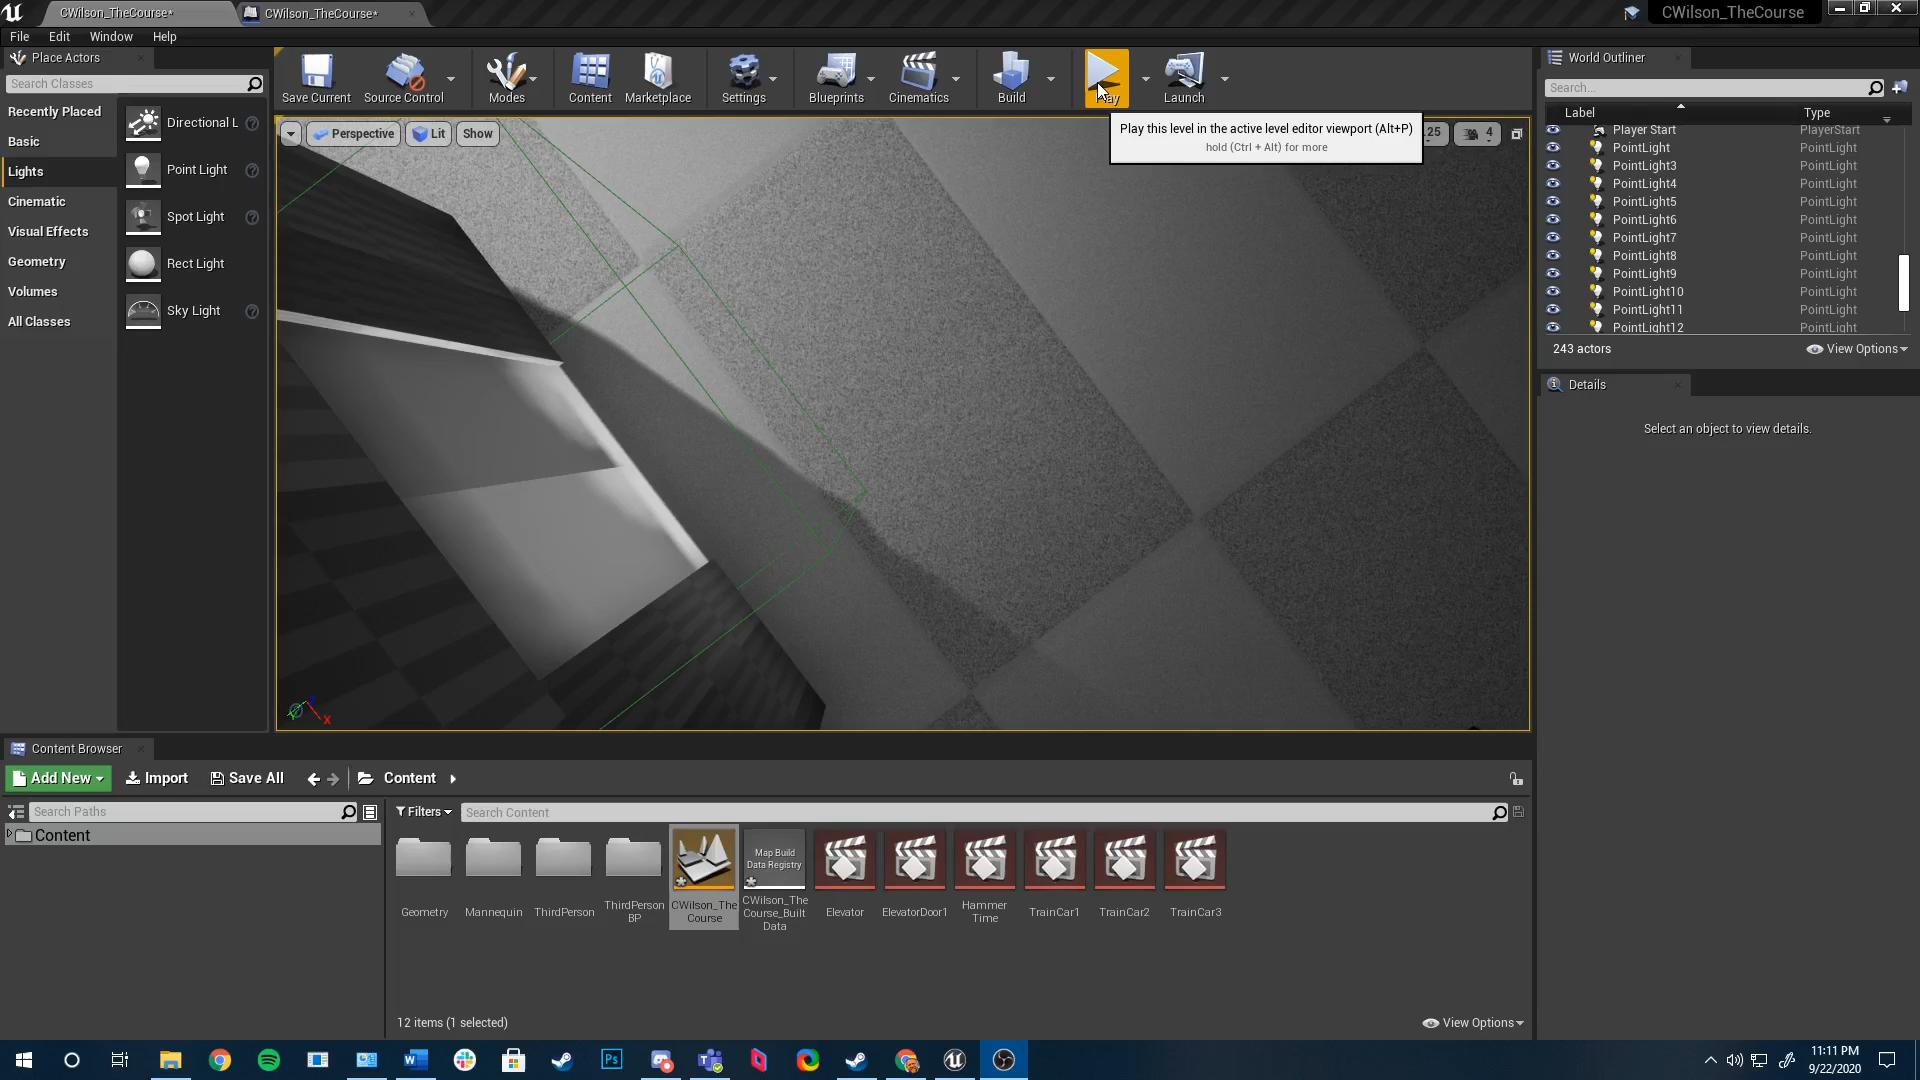 CWilson_TheCourse*
CWilson_TheCourse*
CWilson_TheCourse
File Edit Window Help
Place Actors
Search Classes
Recently Placed
Basic
Lights
Cinematic
Visual Effects
Geometry
Volumes
All Classes
Directional L
Point Light
Spot Light
Rect Light
Sky Light
Save Current
Source Control
Modes
Content
Marketplace
Settings
Blueprints
Cinematics
Build
Play
Launch
Perspective
Lit
Show
Play this level in the active level editor viewport (Alt+P)
hold (Ctrl + Alt) for more
.25
4
World Outliner
Search...
Label Type
Player Start PlayerStart
PointLight PointLight
PointLight3 PointLight
PointLight4 PointLight
PointLight5 PointLight
PointLight6 PointLight
PointLight7 PointLight
PointLight8 PointLight
PointLight9 PointLight
PointLight10 PointLight
PointLight11 PointLight
PointLight12 PointLight
243 actors
View Options
Details
Select an object to view details.
X
Content Browser
Add New
Import
Save All
Content
Search Paths
Content
Filters
Search Content
Geometry
Mannequin
ThirdPerson
ThirdPerson
BP
CWilson_The
Course
Map Build
Data Registry
CWilson_The
Course_Built
Data
Elevator
ElevatorDoor1
Hammer
Time
TrainCar1
TrainCar2
TrainCar3
12 items (1 selected)
View Options
11:11 PM
9/22/2020